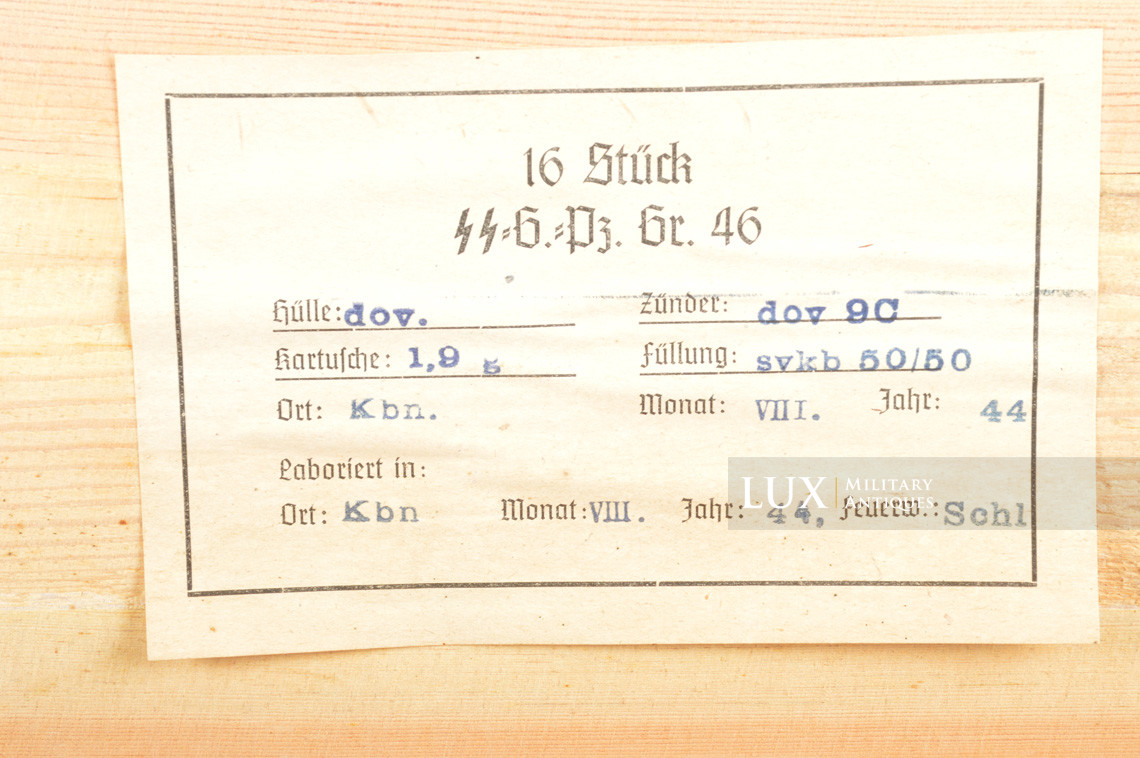 16 Stück
ϟϟ-G.-Pz. Gr. 46
Hülle: dov. Zünder: dov 9C
Kartusche: 1,9 g Füllung: svkb 50/50
Ort: Kbn. Monat: VIII. Jahr: 44
Laboriert in:
Ort: Kbn Monat: VIII. Jahr: 44, Feuerw.: Schl
LUX MILITARY ANTIQUES